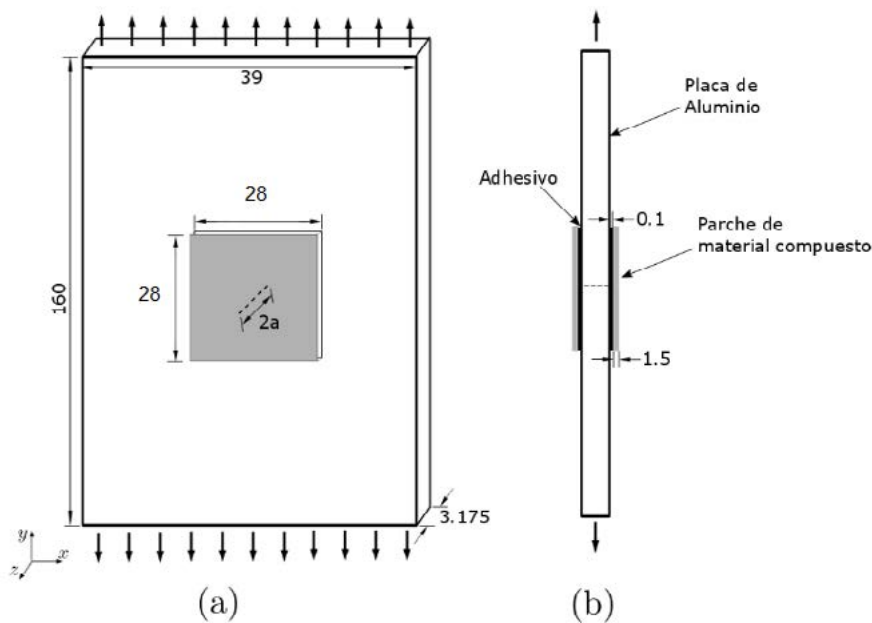 39
28
28
160
2a
3.175
y
x
z
(a)
Placa de
Aluminio
Adhesivo
0.1
Parche de
material compuesto
1.5
(b)